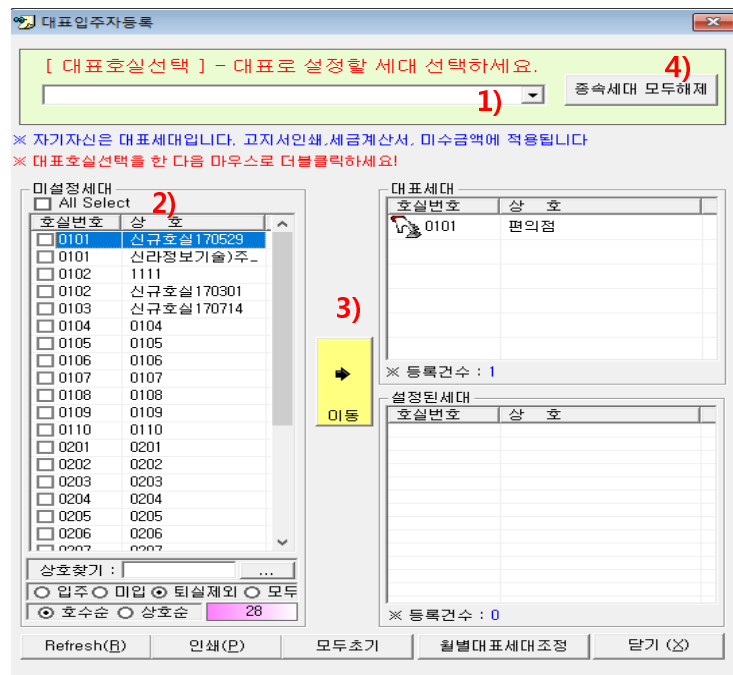 대표입주자등록
[ 대표호실선택 ] - 대표로 설정할 세대 선택하세요.
4)
1)
종속세대 모두해제
※ 자기자신은 대표세대입니다. 고지서인쇄,세금계산서, 미수금액에 적용됩니다
※ 대표호실선택을 한 다음 마우스로 더블클릭하세요!
미설정세대
All Select
2)
호실번호 상 호
0101 신규호실170529
0101 신라정보기술)주_
0102 1111
0102 신규호실170301
0103 신규호실170714
0104 0104
0105 0105
0106 0106
0107 0107
0108 0108
0109 0109
0110 0110
0201 0201
0202 0202
0203 0203
0204 0204
0205 0205
0206 0206
0207 0207
상호찾기 : ...
입주 미입 퇴실제외 모두
호수순 상호순 28
3)
이동
대표세대
호실번호 상 호
0101 편의점
※ 등록건수 : 1
설정된세대
호실번호 상 호
※ 등록건수 : 0
Refresh(R) 인쇄(P) 모두초기 월별대표세대조정 닫기 (X)